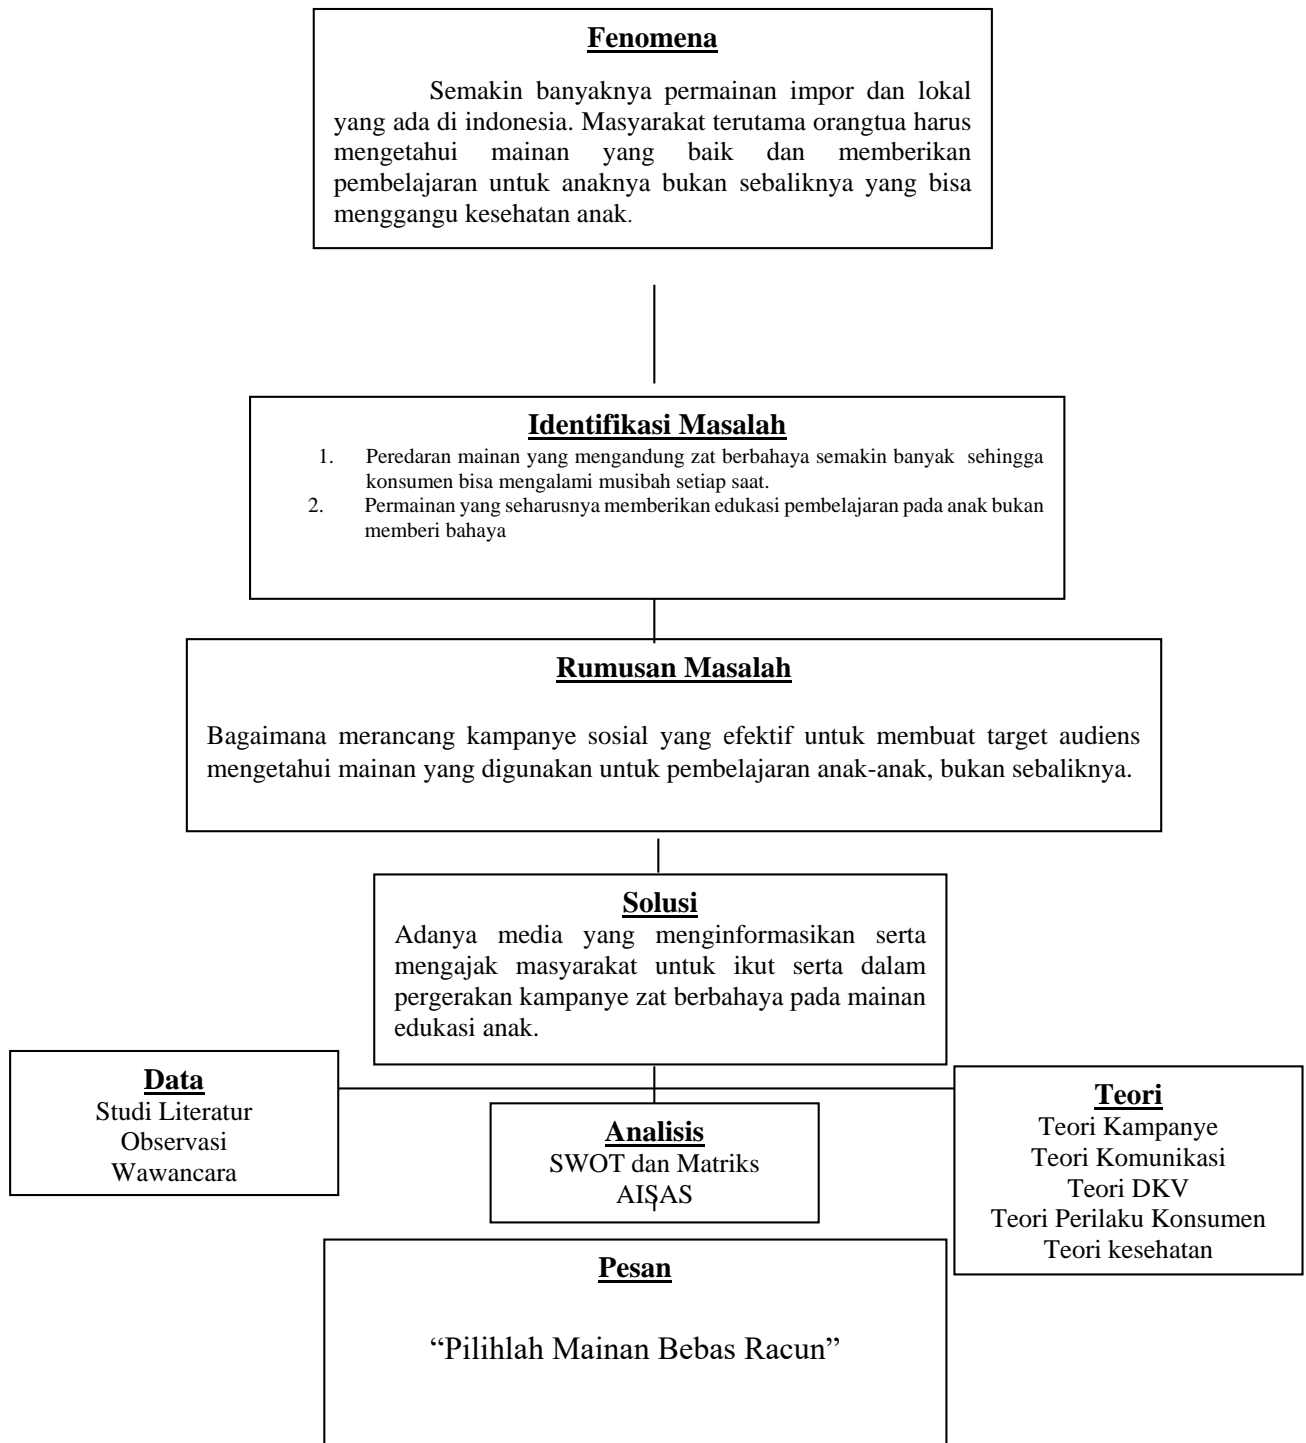 Fenomena
Semakin banyaknya permainan impor dan lokal
yang ada di indonesia. Masyarakat terutama orangtua harus
mengetahui mainan yang baik dan memberikan
pembelajaran untuk anaknya bukan sebaliknya yang bisa
menggangu kesehatan anak.
Identifikasi Masalah
1. Peredaran mainan yang mengandung zat berbahaya semakin banyak sehingga
konsumen bisa mengalami musibah setiap saat.
2. Permainan yang seharusnya memberikan edukasi pembelajaran pada anak bukan
memberi bahaya
Rumusan Masalah
Bagaimana merancang kampanye sosial yang efektif untuk membuat target audiens
mengetahui mainan yang digunakan untuk pembelajaran anak-anak, bukan sebaliknya.
Solusi
Adanya media yang menginformasikan serta
mengajak masyarakat untuk ikut serta dalam
pergerakan kampanye zat berbahaya pada mainan
edukasi anak.
Data
Studi Literatur
Observasi
Wawancara
Analisis
SWOT dan Matriks
AISAS
Teori
Teori Kampanye
Teori Komunikasi
Teori DKV
Teori Perilaku Konsumen
Teori kesehatan
Pesan
“Pilihlah Mainan Bebas Racun”